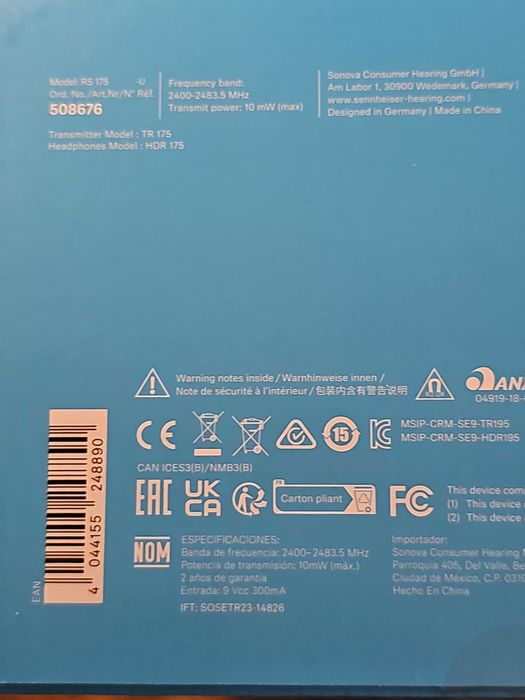 Model: RS 175 -U
Ord. No./Art.Nr/N° Réf.
508676
Transmitter Model : TR 175
Headphones Model : HDR 175
Frequency band:
2400-2483.5 MHz
Transmit power: 10 mW (max)
Sonova Consumer Hearing GmbH |
Am Labor 1, 30900 Wedemark, Germany |
www.sennheiser-hearing.com |
Designed in Germany | Made in China
Warning notes inside / Warnhinweise innen /
Note de sécurité à l'intérieur / 包装内含有警告说明
04919-18-
CE
15
MSIP-CRM-SE9-TR195
MSIP-CRM-SE9-HDR195
CAN ICES3(B)/NMB3(B)
EAC
UK
CA
Carton pliant
FC
This device com
(1) This device
(2) This device
NOM
ESPECIFICACIONES:
Banda de frecuencia: 2400–2483.5 MHz
Potencia de transmisión: 10mW (máx.)
2 años de garantía
Entrada: 9 Vcc 300mA
IFT: SOSETR23-14826
Importador:
Sonova Consumer Hearing
Parroquia 405, Del Valle, Be
Ciudad de México, C.P. 0310
Hecho En China
EAN
4 044155 248890